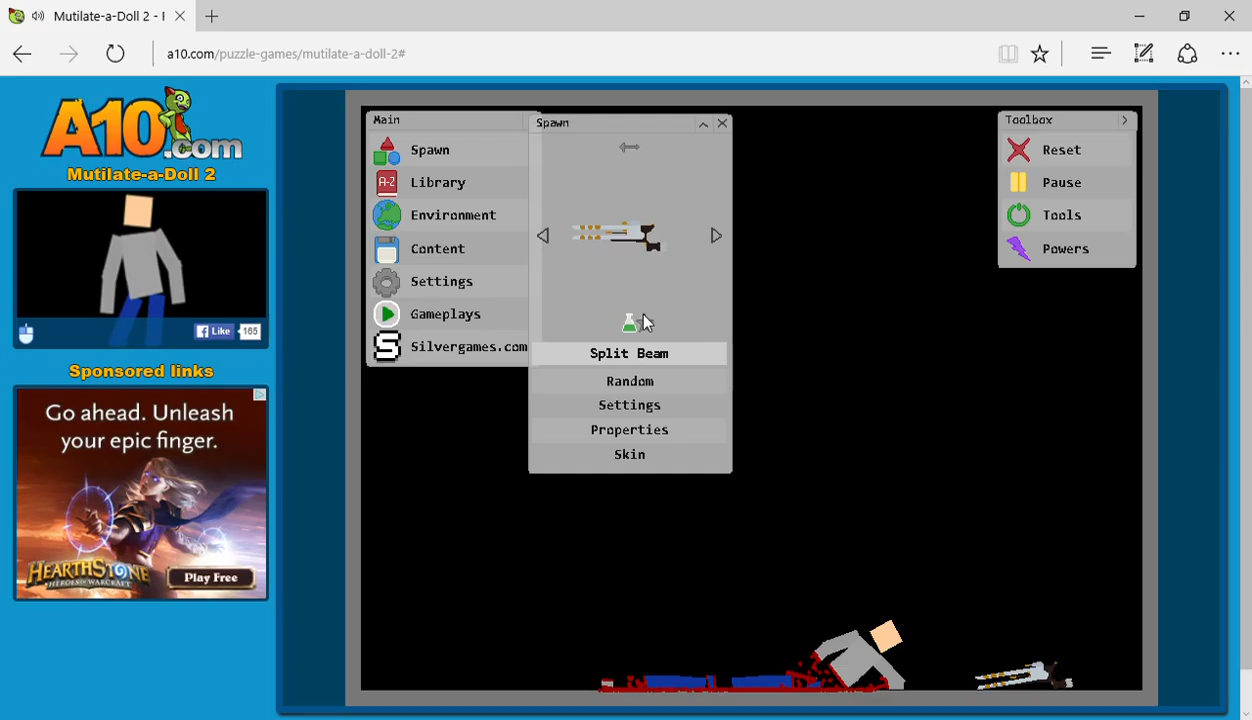 Mutilate-a-Doll 2 - F
a10.com/puzzle-games/mutilate-a-doll-2#
A10.com
Mutilate-a-Doll 2
Like 165
Sponsored links
Go ahead. Unleash
your epic finger.
HEARTHSTONE
HEROES OF WARCRAFT
Play Free
Main
Spawn
A-Z Library
Environment
Content
Settings
Gameplays
S Silvergames.com
Spawn
Split Beam
Random
Settings
Properties
Skin
Toolbox
Reset
Pause
Tools
Powers